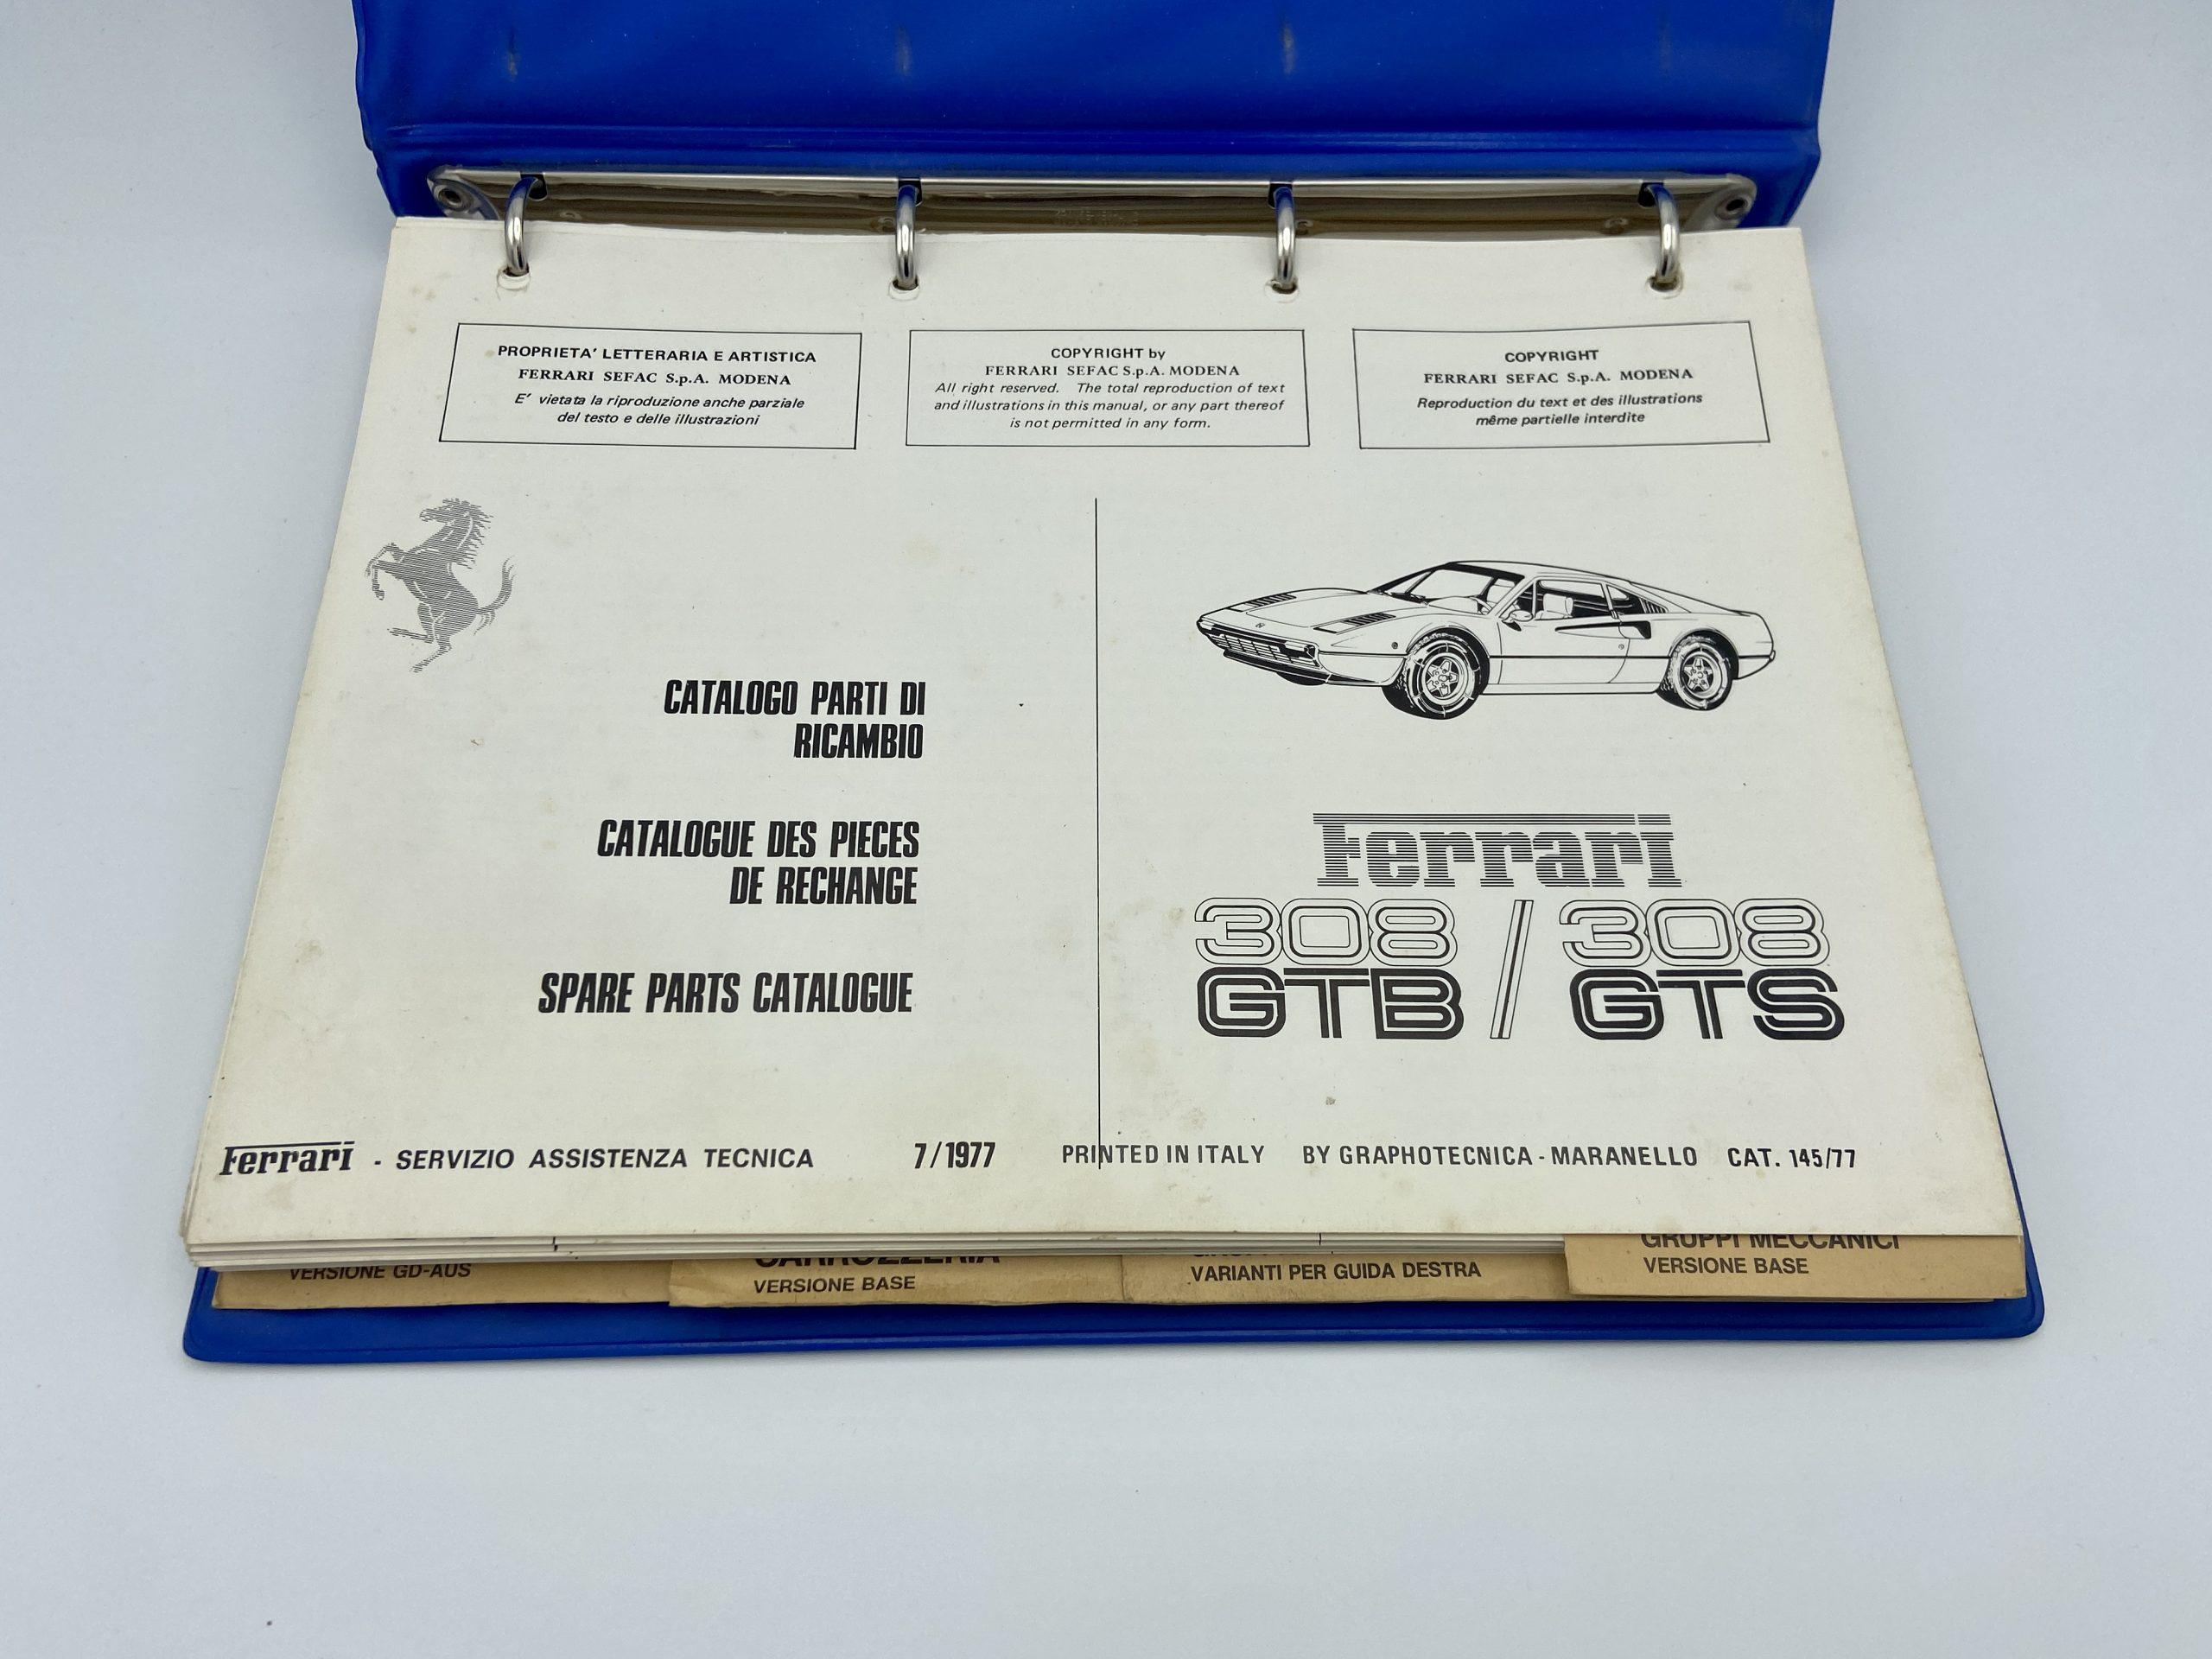 PROPRIETA' LETTERARIA E ARTISTICA
FERRARI SEFAC S.p.A. MODENA
E' vietata la riproduzione anche parziale
del testo e delle illustrazioni
COPYRIGHT by
FERRARI SEFAC S.p.A. MODENA
All right reserved. The total reproduction of text
and illustrations in this manual, or any part thereof
is not permitted in any form.
COPYRIGHT
FERRARI SEFAC S.p.A. MODENA
Reproduction du text et des illustrations
même partielle interdite
CATALOGO PARTI DI
RICAMBIO
CATALOGUE DES PIECES
DE RECHANGE
SPARE PARTS CATALOGUE
Ferrari
308 / 308
GTB GTS
Ferrari - SERVIZIO ASSISTENZA TECNICA 7/1977 PRINTED IN ITALY BY GRAPHOTECNICA - MARANELLO CAT. 145/77
VERSIONE GD-AUS
CARROZZERIA
VERSIONE BASE
VARIANTI PER GUIDA DESTRA
GRUPPI MECCANICI
VERSIONE BASE